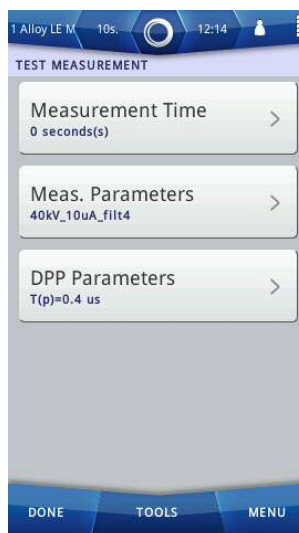 1 Alloy LE M 10s. 12:14
TEST MEASUREMENT
Measurement Time
0 seconds(s)
Meas. Parameters
40kV_10uA_filt4
DPP Parameters
T(p)=0.4 us
DONE TOOLS MENU